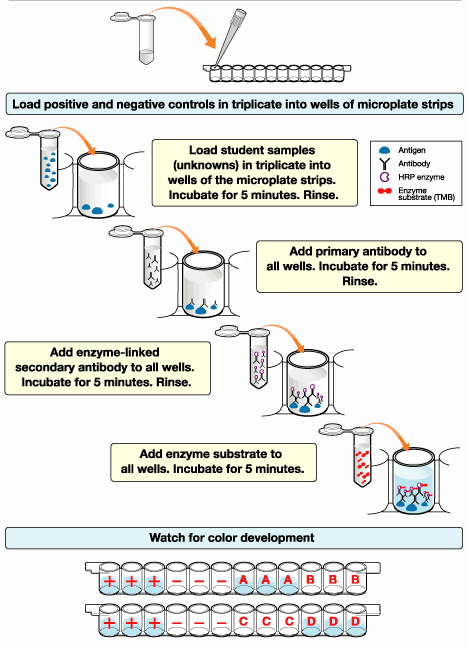 Load positive and negative controls in triplicate into wells of microplate strips
Load student samples
(unknowns) in triplicate into
wells of the microplate strips.
Incubate for 5 minutes. Rinse.
Antigen
Antibody
HRP enzyme
Enzyme
substrate (TMB)
Add primary antibody to
all wells. Incubate for 5 minutes.
Rinse.
Add enzyme-linked
secondary antibody to all wells.
Incubate for 5 minutes. Rinse.
Add enzyme substrate to
all wells. Incubate for 5 minutes.
Watch for color development
+ + + – – – A A A B B B
+ + + – – – C C C D D D